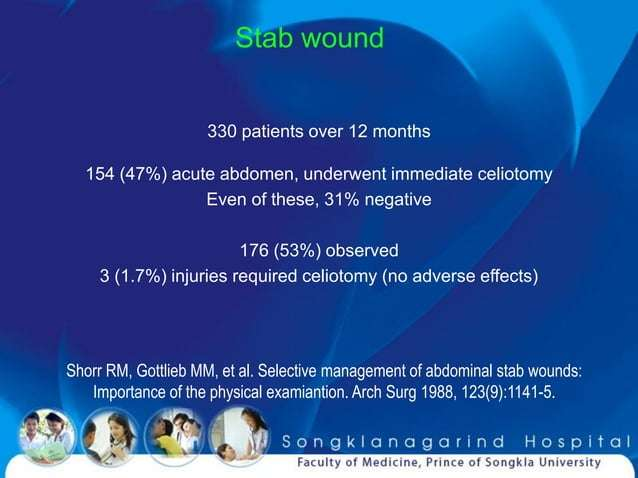 Stab wound
330 patients over 12 months
154 (47%) acute abdomen, underwent immediate celiotomy
Even of these, 31% negative
176 (53%) observed
3 (1.7%) injuries required celiotomy (no adverse effects)
Shorr RM, Gottlieb MM, et al. Selective management of abdominal stab wounds:
Importance of the physical examiantion. Arch Surg 1988, 123(9):1141-5.
Songklanagarind Hospital
Faculty of Medicine, Prince of Songkla University